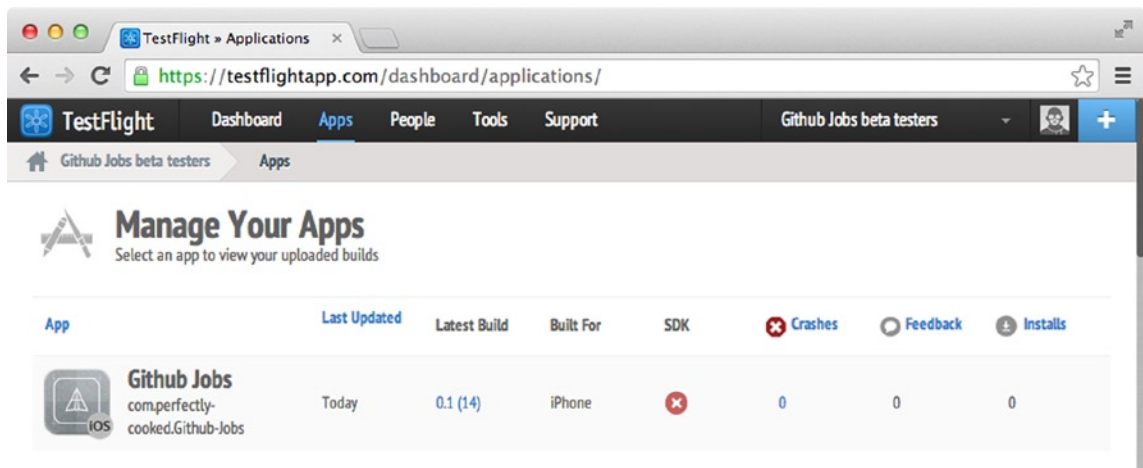 TestFlight » Applications
https://testflightapp.com/dashboard/applications/
TestFlight Dashboard Apps People Tools Support Github Jobs beta testers +
Github Jobs beta testers Apps
Manage Your Apps
Select an app to view your uploaded builds
App Last Updated Latest Build Built For SDK Crashes Feedback Installs
Github Jobs
com.perfectly-
cooked.Github-Jobs
iOS
Today 0.1 (14) iPhone 0 0 0